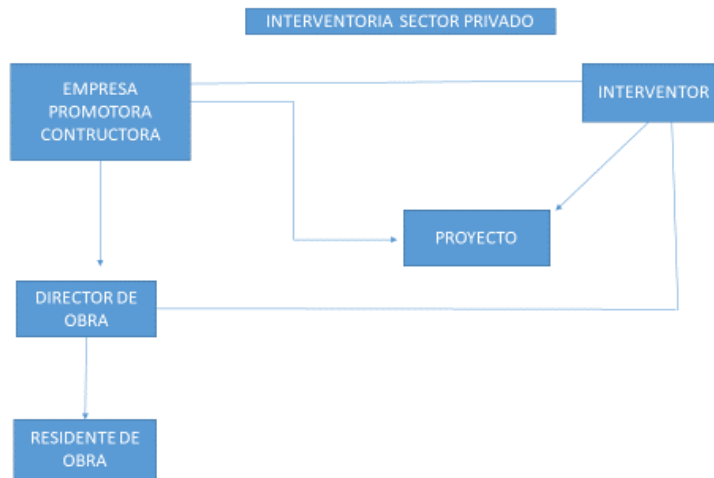 INTERVENTORIA SECTOR PRIVADO
EMPRESA
PROMOTORA
CONTRUCTORA
INTERVENTOR
PROYECTO
DIRECTOR DE
OBRA
RESIDENTE DE
OBRA